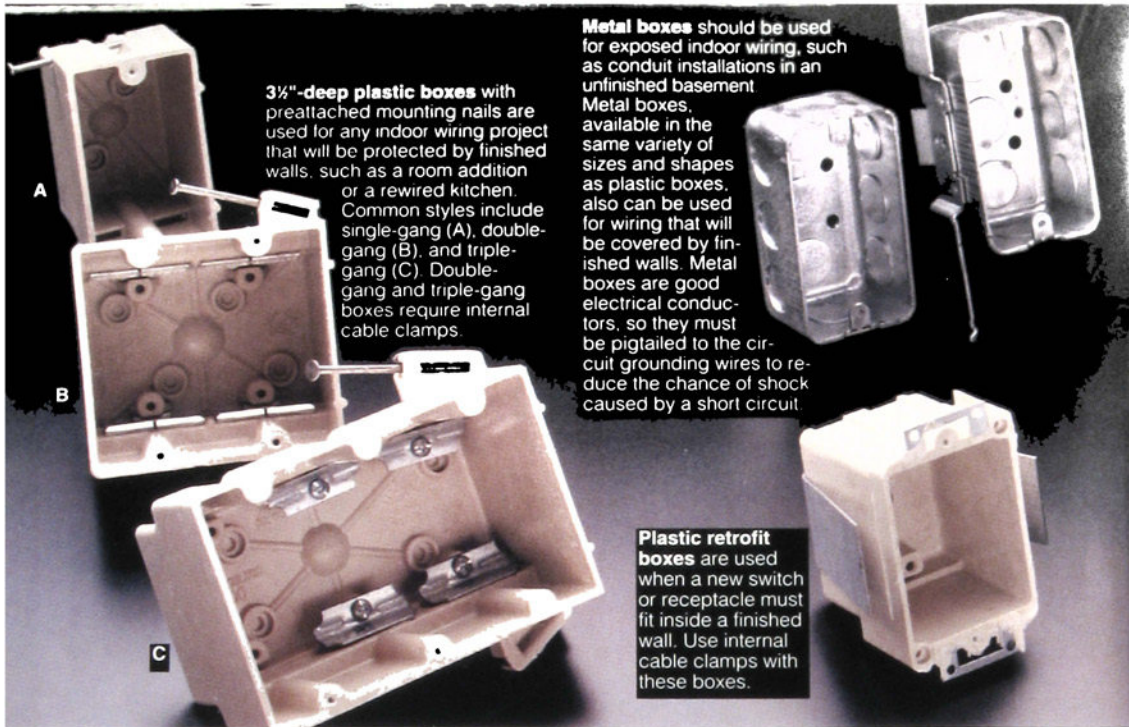 3½"-deep plastic boxes with
preattached mounting nails are
used for any indoor wiring project
that will be protected by finished
walls, such as a room addition
or a rewired kitchen.
Common styles include
single-gang (A), double-
gang (B), and triple-
gang (C). Double-
gang and triple-gang
boxes require internal
cable clamps.
A
B
C
Metal boxes should be used
for exposed indoor wiring, such
as conduit installations in an
unfinished basement
Metal boxes,
available in the
same variety of
sizes and shapes
as plastic boxes,
also can be used
for wiring that will
be covered by fin-
ished walls. Metal
boxes are good
electrical conduc-
tors, so they must
be pigtailed to the cir-
cuit grounding wires to re-
duce the chance of shock
caused by a short circuit.
Plastic retrofit
boxes are used
when a new switch
or receptacle must
fit inside a finished
wall. Use internal
cable clamps with
these boxes.